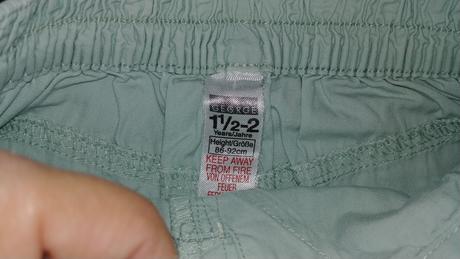 GEORGE
1½-2
Years/Jahre
Height/Größe
86-92cm
KEEP AWAY
FROM FIRE
VON OFFENEM
FEUER